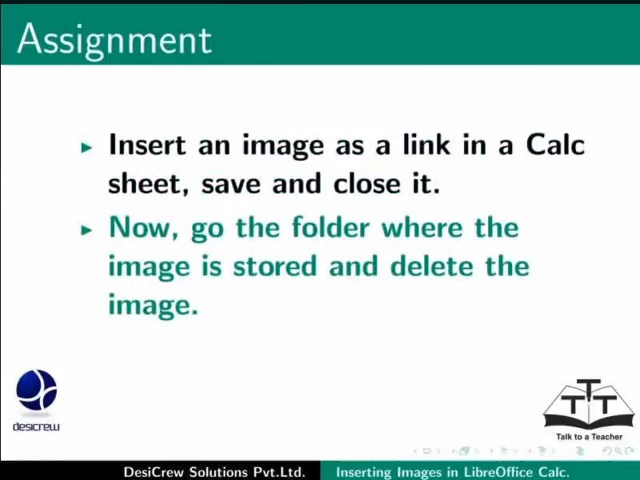 Assignment
Insert an image as a link in a Calc
sheet, save and close it.
Now, go the folder where the
image is stored and delete the
image.
desicrew
T T T
Talk to a Teacher
DesiCrew Solutions Pvt.Ltd. Inserting Images in LibreOffice Calc.